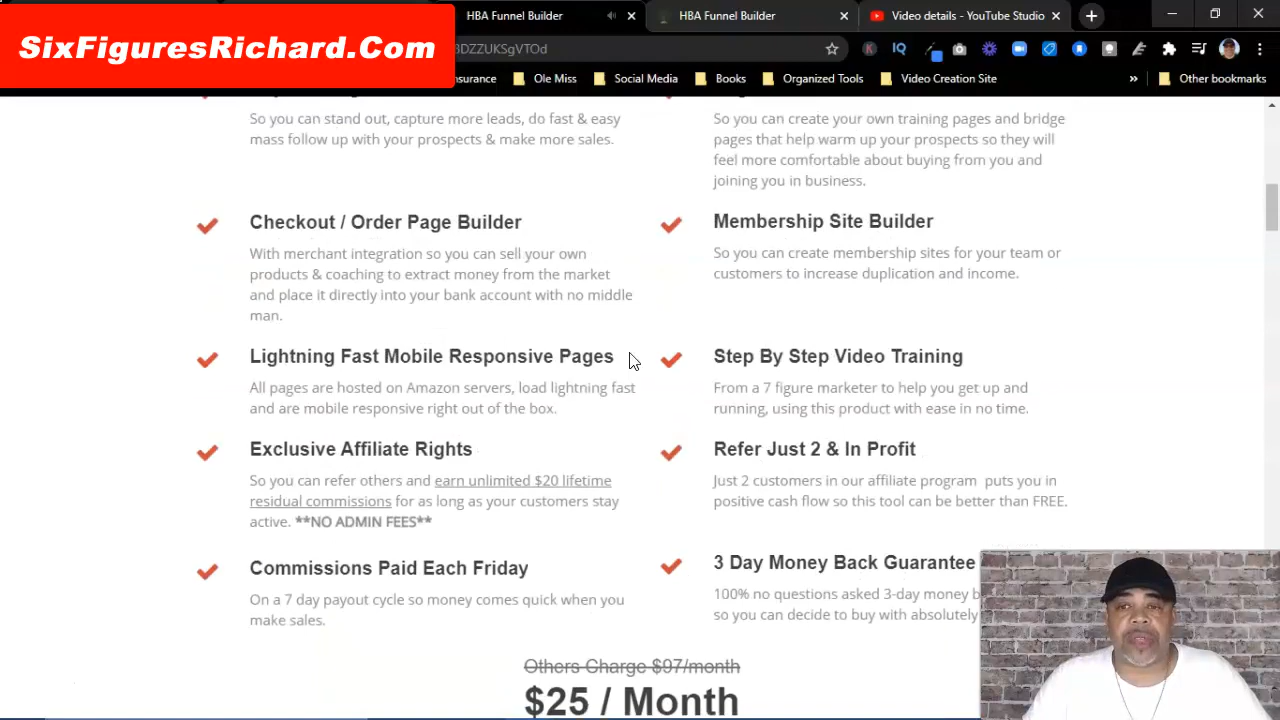 SixFiguresRichard.Com
HBA Funnel Builder
HBA Funnel Builder
Video details - YouTube Studio
3DZZUKSgVTOd
nsurance
Ole Miss
Social Media
Books
Organized Tools
Video Creation Site
Other bookmarks
So you can stand out, capture more leads, do fast & easy
mass follow up with your prospects & make more sales.
So you can create your own training pages and bridge
pages that help warm up your prospects so they will
feel more comfortable about buying from you and
joining you in business.
Checkout / Order Page Builder
With merchant integration so you can sell your own
products & coaching to extract money from the market
and place it directly into your bank account with no middle
man.
Membership Site Builder
So you can create membership sites for your team or
customers to increase duplication and income.
Lightning Fast Mobile Responsive Pages
All pages are hosted on Amazon servers, load lightning fast
and are mobile responsive right out of the box.
Step By Step Video Training
From a 7 figure marketer to help you get up and
running, using this product with ease in no time.
Exclusive Affiliate Rights
So you can refer others and earn unlimited $20 lifetime
residual commissions for as long as your customers stay
active. **NO ADMIN FEES**
Refer Just 2 & In Profit
Just 2 customers in our affiliate program puts you in
positive cash flow so this tool can be better than FREE.
Commissions Paid Each Friday
On a 7 day payout cycle so money comes quick when you
make sales.
3 Day Money Back Guarantee
100% no questions asked 3-day money b
so you can decide to buy with absolutely
Others Charge $97/month
$25 / Month